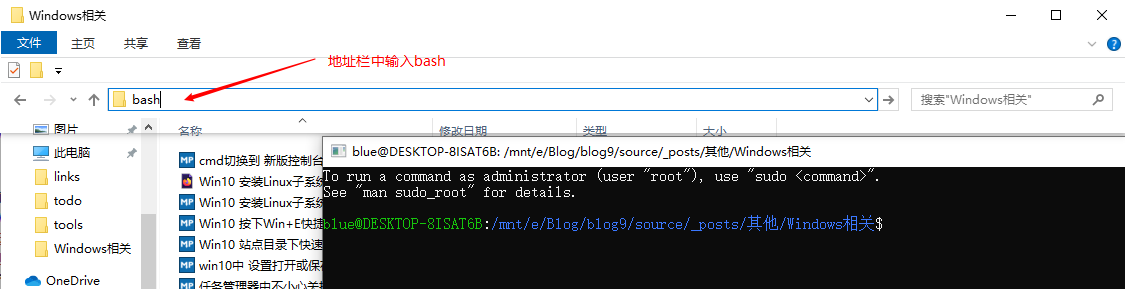 Windows相关
文件 主页 共享 查看
地址栏中输入bash
bash
搜索"Windows相关"
图片
此电脑
links
todo
tools
Windows相关
OneDrive
名称 修改日期 类型 大小
cmd切换到 新版控制台
Win10 安装Linux子系统
Win10 安装Linux子系统
Win10 按下Win+E快捷
Win10 站点目录下快速
win10中 设置打开或保存
任务管理器中不小心关掉
blue@DESKTOP-8ISAT6B: /mnt/e/Blog/blog9/source/_posts/其他/Windows相关
To run a command as administrator (user "root"), use "sudo <command>".
See "man sudo_root" for details.
blue@DESKTOP-8ISAT6B:/mnt/e/Blog/blog9/source/_posts/其他/Windows相关$